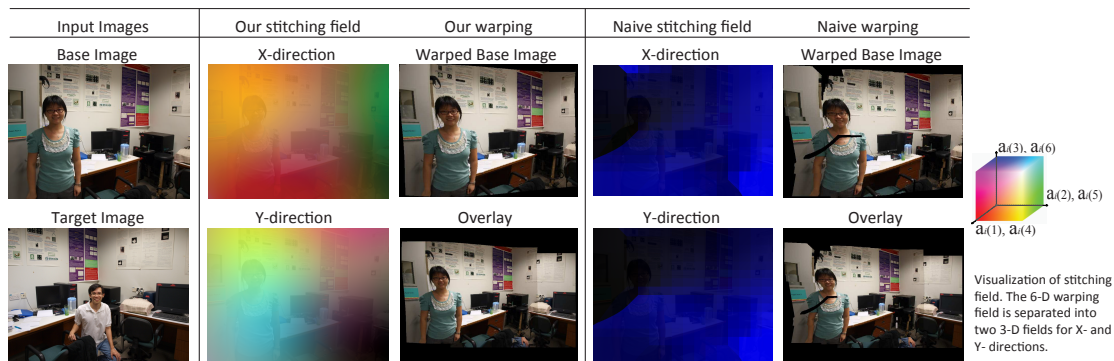 Input Images
Our stitching field
Our warping
Naive stitching field
Naive warping
Base Image
X-direction
Warped Base Image
X-direction
Warped Base Image
a𝑖(3), a𝑖(6)
a𝑖(2), a𝑖(5)
a𝑖(1), a𝑖(4)
Target Image
Y-direction
Overlay
Y-direction
Overlay
Visualization of stitching
field. The 6-D warping
field is separated into
two 3-D fields for X- and
Y- directions.